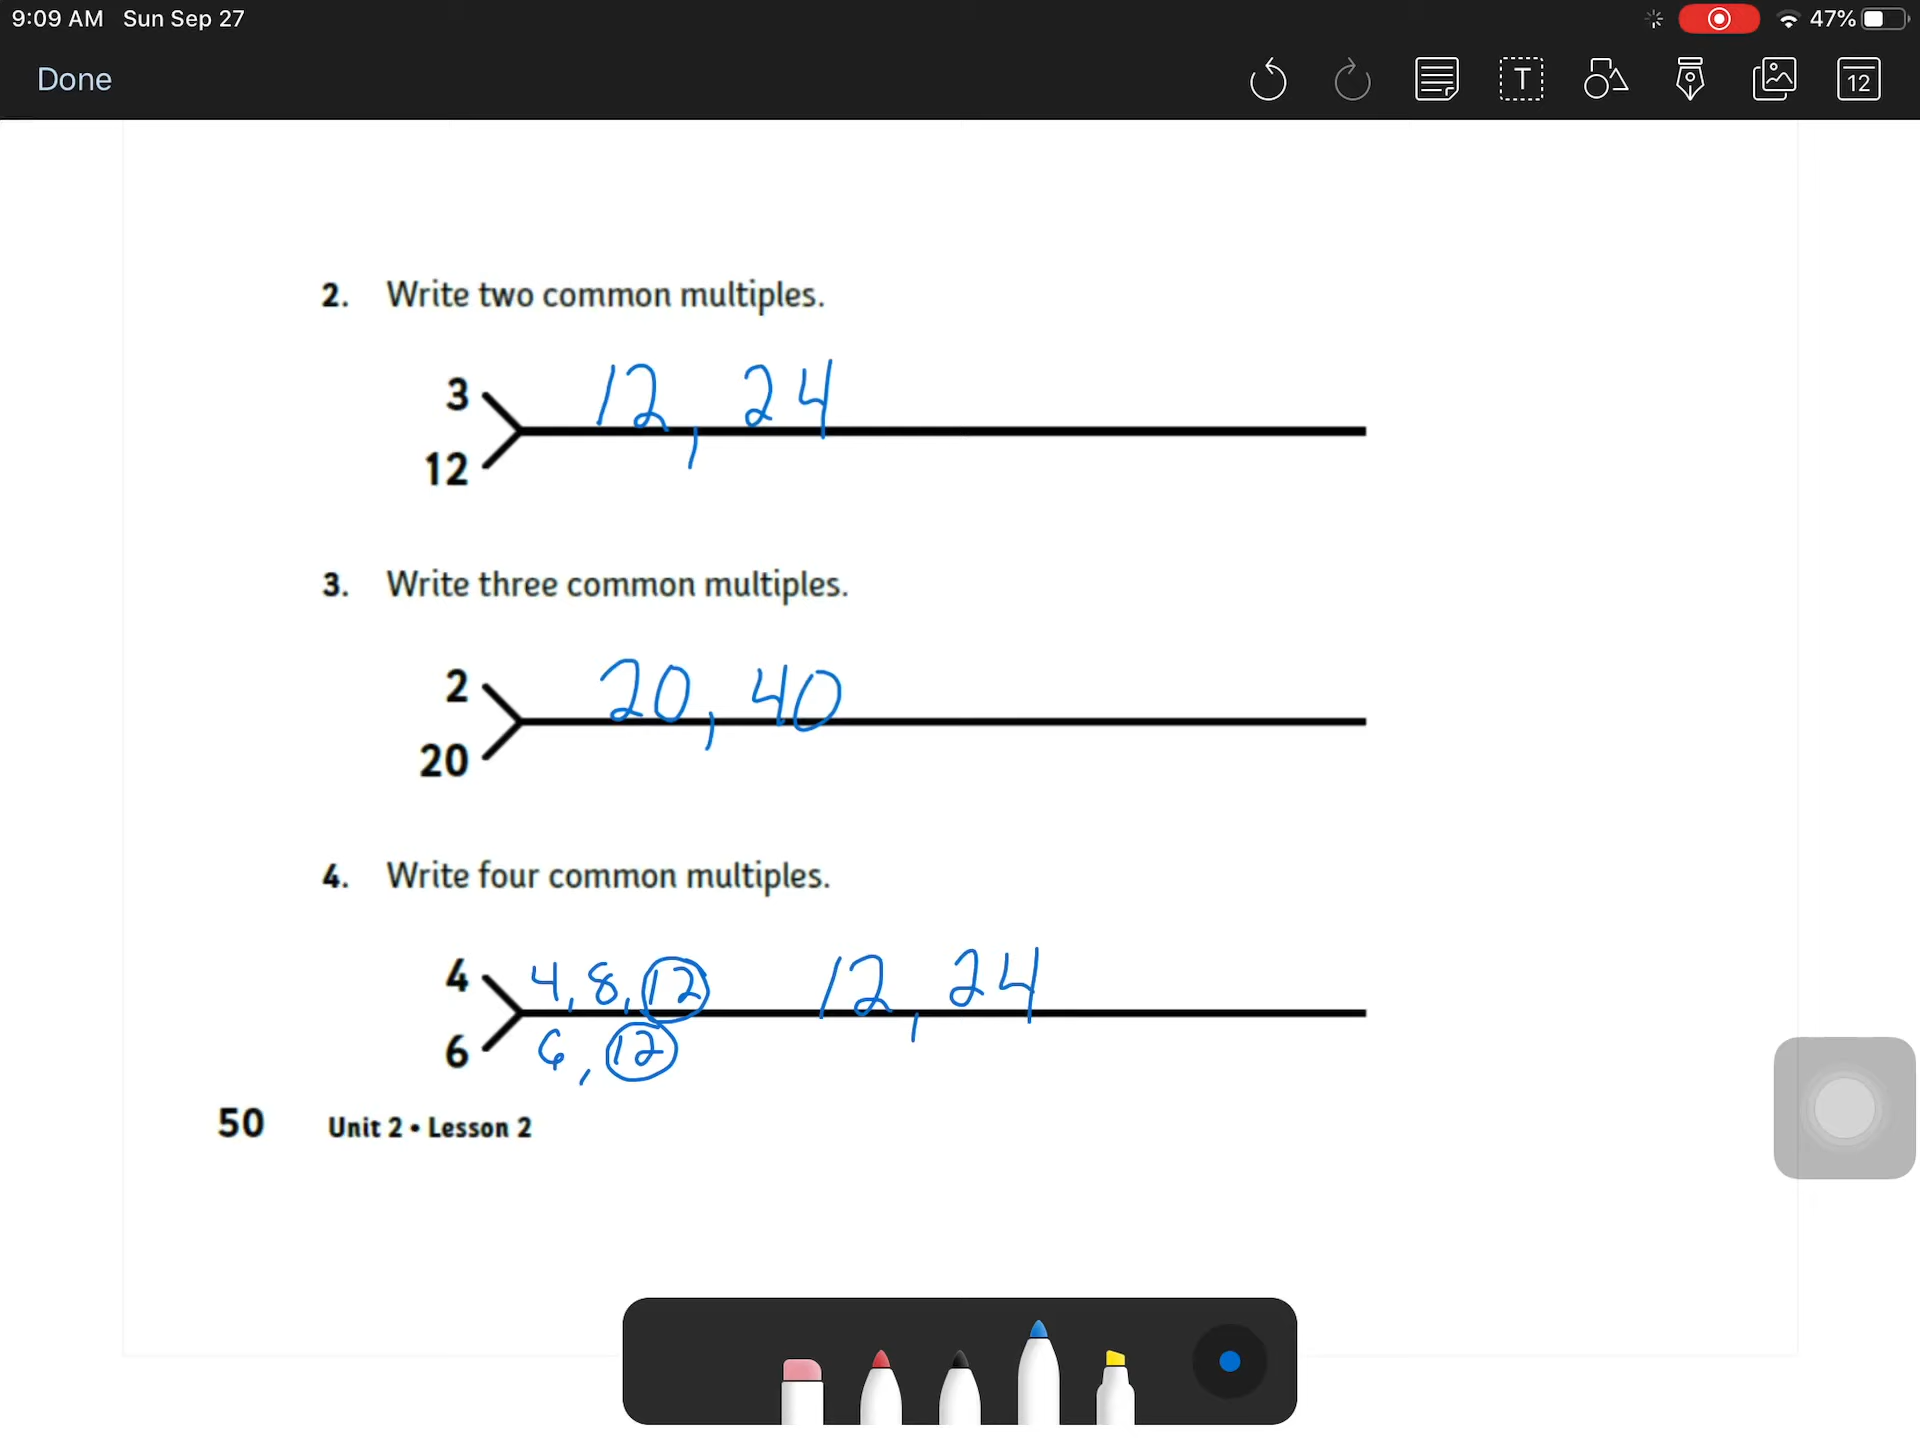 9:09 AM Sun Sep 27
47%
Done
T
12
2. Write two common multiples.
3
12, 24
12
3. Write three common multiples.
2
20, 40
20
4. Write four common multiples.
4 4, 8, 12 12, 24
6 6, 12
50 Unit 2 • Lesson 2